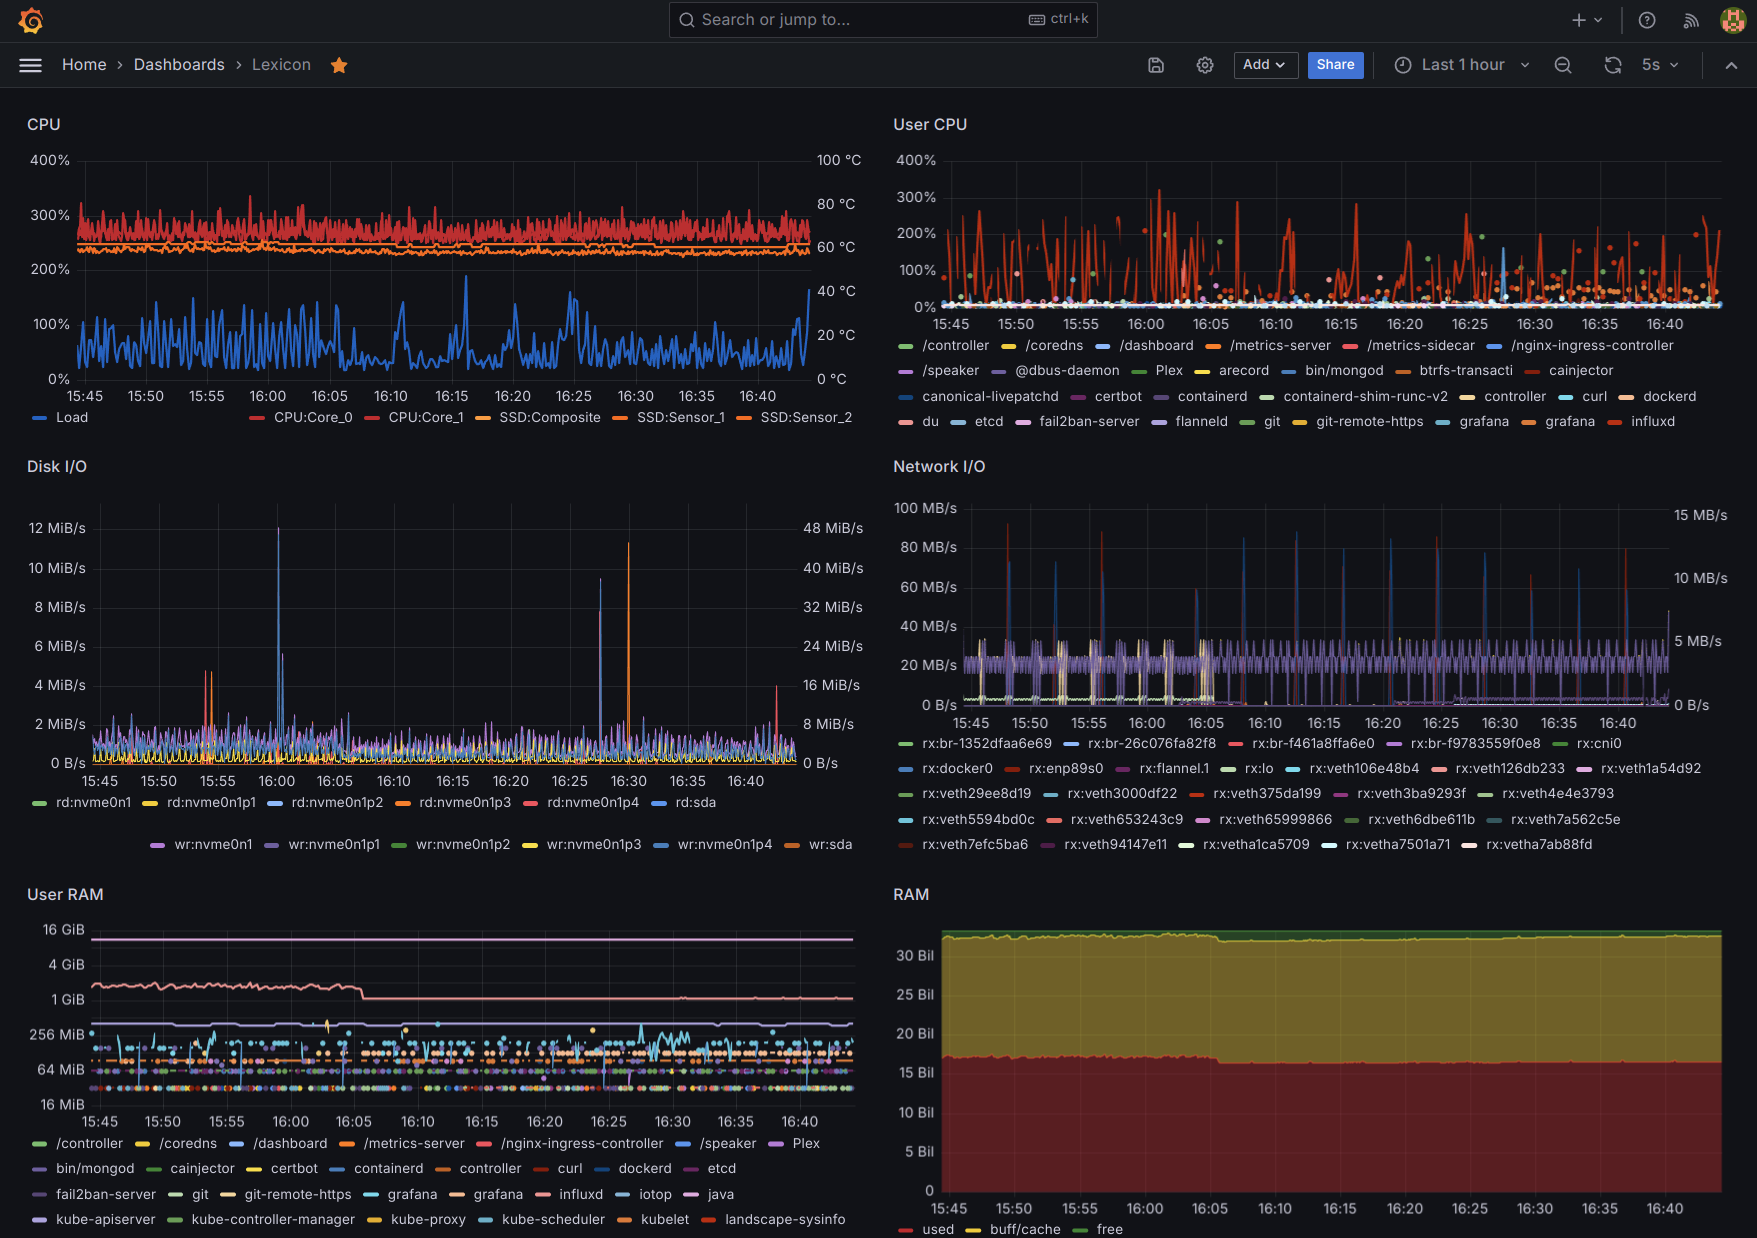 Search or jump to... ctrl+k
Home › Dashboards › Lexicon Add Share Last 1 hour 5s
CPU
400% 100 °C
300% 80 °C
60 °C
200% 40 °C
100% 20 °C
0% 0 °C
15:45 15:50 15:55 16:00 16:05 16:10 16:15 16:20 16:25 16:30 16:35 16:40
Load CPU:Core_0 CPU:Core_1 SSD:Composite SSD:Sensor_1 SSD:Sensor_2
User CPU
400%
300%
200%
100%
0%
15:45 15:50 15:55 16:00 16:05 16:10 16:15 16:20 16:25 16:30 16:35 16:40
/controller /coredns /dashboard /metrics-server /metrics-sidecar /nginx-ingress-controller
/speaker @dbus-daemon Plex arecord bin/mongod btrfs-transacti cainjector
canonical-livepatchd certbot containerd containerd-shim-runc-v2 controller curl dockerd
du etcd fail2ban-server flanneld git git-remote-https grafana grafana influxd
Disk I/O
12 MiB/s 48 MiB/s
10 MiB/s 40 MiB/s
8 MiB/s 32 MiB/s
6 MiB/s 24 MiB/s
4 MiB/s 16 MiB/s
2 MiB/s 8 MiB/s
0 B/s 0 B/s
15:45 15:50 15:55 16:00 16:05 16:10 16:15 16:20 16:25 16:30 16:35 16:40
rd:nvme0n1 rd:nvme0n1p1 rd:nvme0n1p2 rd:nvme0n1p3 rd:nvme0n1p4 rd:sda
wr:nvme0n1 wr:nvme0n1p1 wr:nvme0n1p2 wr:nvme0n1p3 wr:nvme0n1p4 wr:sda
Network I/O
100 MB/s 15 MB/s
80 MB/s
60 MB/s 10 MB/s
40 MB/s
20 MB/s 5 MB/s
0 B/s 0 B/s
15:45 15:50 15:55 16:00 16:05 16:10 16:15 16:20 16:25 16:30 16:35 16:40
rx:br-1352dfaa6e69 rx:br-26c076fa82f8 rx:br-f461a8ffa6e0 rx:br-f9783559f0e8 rx:cni0
rx:docker0 rx:enp89s0 rx:flannel.1 rx:lo rx:veth106e48b4 rx:veth126db233 rx:veth1a54d92
rx:veth29ee8d19 rx:veth3000df22 rx:veth375da199 rx:veth3ba9293f rx:veth4e4e3793
rx:veth5594bd0c rx:veth653243c9 rx:veth65999866 rx:veth6dbe611b rx:veth7a562c5e
rx:veth7efc5ba6 rx:veth94147e11 rx:vetha1ca5709 rx:vetha7501a71 rx:vetha7ab88fd
User RAM
16 GiB
4 GiB
1 GiB
256 MiB
64 MiB
16 MiB
15:45 15:50 15:55 16:00 16:05 16:10 16:15 16:20 16:25 16:30 16:35 16:40
/controller /coredns /dashboard /metrics-server /nginx-ingress-controller /speaker Plex
bin/mongod cainjector certbot containerd controller curl dockerd etcd
fail2ban-server git git-remote-https grafana grafana influxd iotop java
kube-apiserver kube-controller-manager kube-proxy kube-scheduler kubelet landscape-sysinfo
RAM
30 Bil
25 Bil
20 Bil
15 Bil
10 Bil
5 Bil
0
15:45 15:50 15:55 16:00 16:05 16:10 16:15 16:20 16:25 16:30 16:35 16:40
used buff/cache free